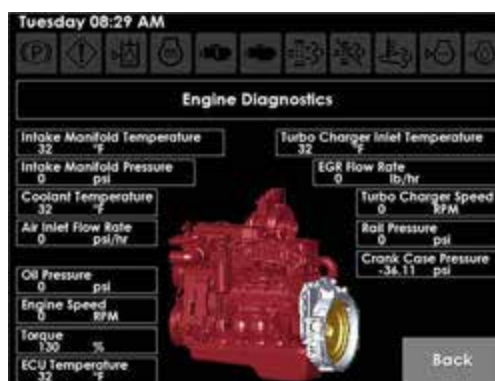 Tuesday 08:29 AM
(P)
Engine Diagnostics
Intake Manifold Temperature
32 °F
Intake Manifold Pressure
0 psi
Coolant Temperature
32 °F
Air Inlet Flow Rate
0 psi/hr
Oil Pressure
0 psi
Engine Speed
0 RPM
Torque
130 %
ECU Temperature
32 °F
Turbo Charger Inlet Temperature
32 °F
EGR Flow Rate
0 lb/hr
Turbo Charger Speed
0 RPM
Rail Pressure
0 psi
Crank Case Pressure
-36.11 psi
Back